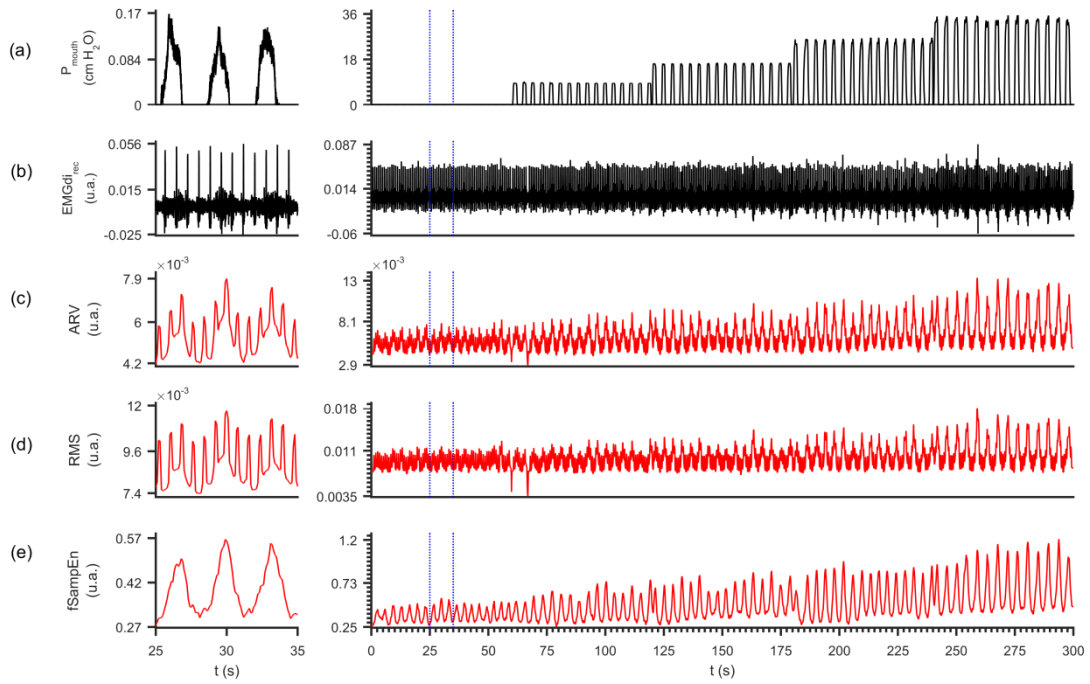 (a)
P mouth
(cm H2O)
0.17
0.084
0
36
18
0
(b)
EMGdi rec
(u.a.)
0.056
0.015
-0.025
0.087
0.014
-0.06
(c)
ARV
(u.a.)
×10⁻³
7.9
6
4.2
×10⁻³
13
8.1
2.9
(d)
RMS
(u.a.)
×10⁻³
12
9.6
7.4
0.018
0.011
0.0035
(e)
fSampEn
(u.a.)
0.57
0.42
0.27
1.2
0.73
0.25
25 30 35
0 25 50 75 100 125 150 175 200 225 250 275 300
t (s)
t (s)